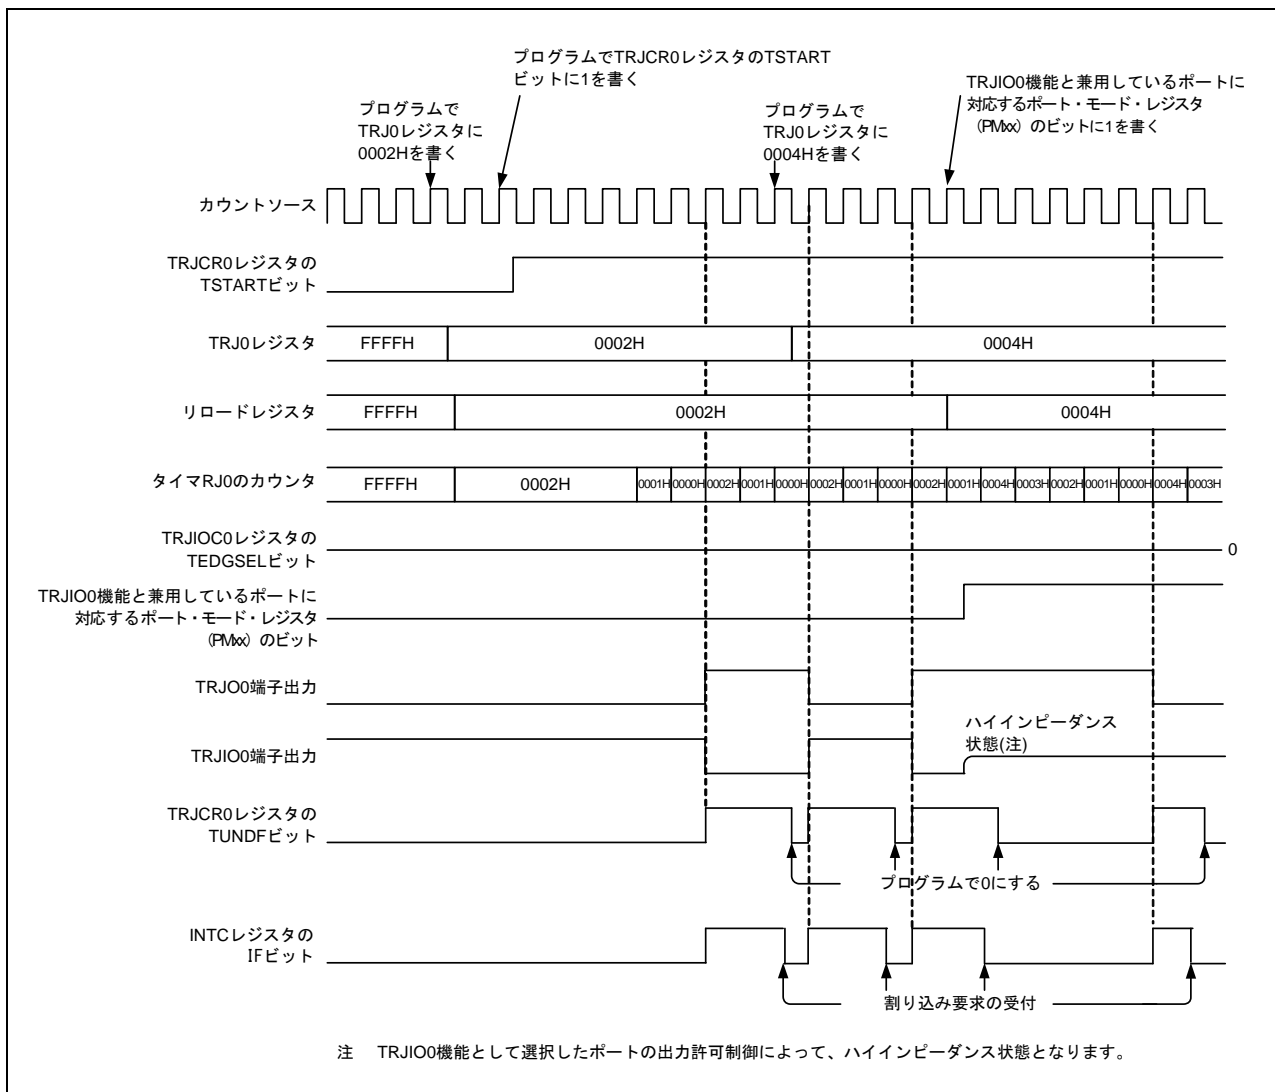 プログラムでTRJCR0レジスタのTSTART
ビットに1を書く
TRJIO0機能と兼用しているポートに
対応するポート・モード・レジスタ
（PMxx）のビットに1を書く
プログラムで
TRJ0レジスタに
0002Hを書く
プログラムで
TRJ0レジスタに
0004Hを書く
カウントソース
TRJCR0レジスタの
TSTARTビット
TRJ0レジスタ
FFFFH 0002H 0004H
リロードレジスタ
FFFFH 0002H 0004H
タイマRJ0のカウンタ
FFFFH 0002H 0001H 0000H 0002H 0001H 0000H 0002H 0001H 0000H 0002H 0001H 0004H 0003H 0002H 0001H 0000H 0004H 0003H
TRJIOC0レジスタの
TEDGSELビット
0
TRJIO0機能と兼用しているポートに
対応するポート・モード・レジスタ
（PMxx）のビット
TRJO0端子出力
ハイインピーダンス
状態(注)
TRJIO0端子出力
TRJCR0レジスタの
TUNDFビット
プログラムで0にする
INTCレジスタの
IFビット
割り込み要求の受付
注 TRJIO0機能として選択したポートの出力許可制御によって、ハイインピーダンス状態となります。